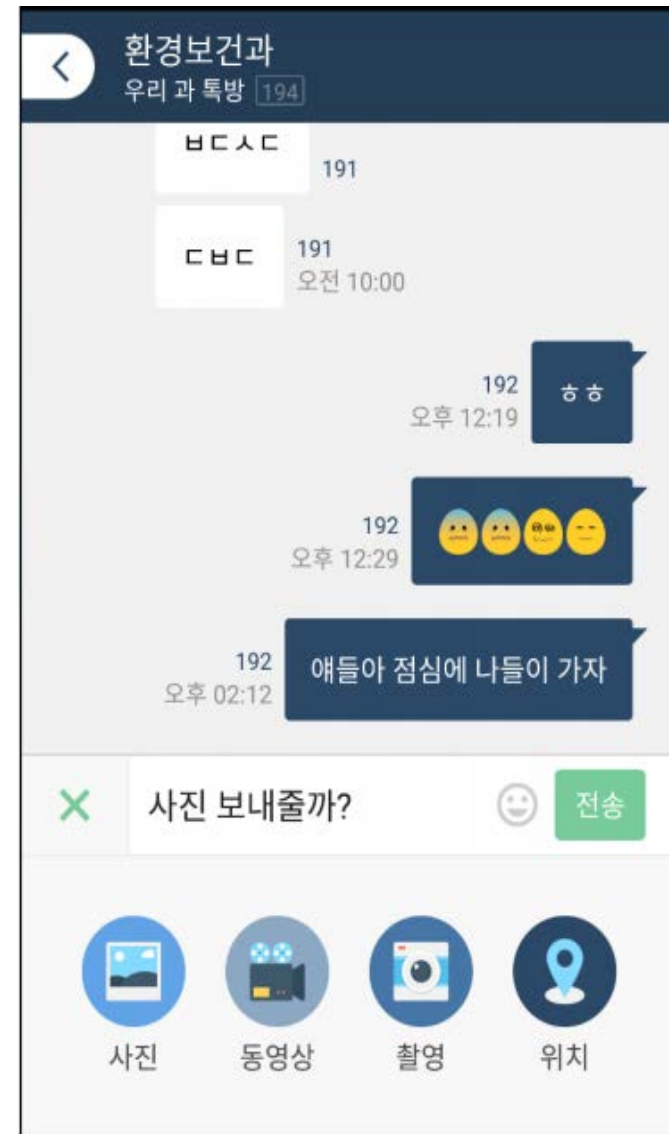 환경보건과
우리 과 톡방 194
ㅂㄷㅅㄷ
191
ㄷㅂㄷ
191
오전 10:00
192
오후 12:19
ㅎㅎ
192
오후 12:29
192
오후 02:12
얘들아 점심에 나들이 가자
사진 보내줄까?
전송
사진 동영상 촬영 위치